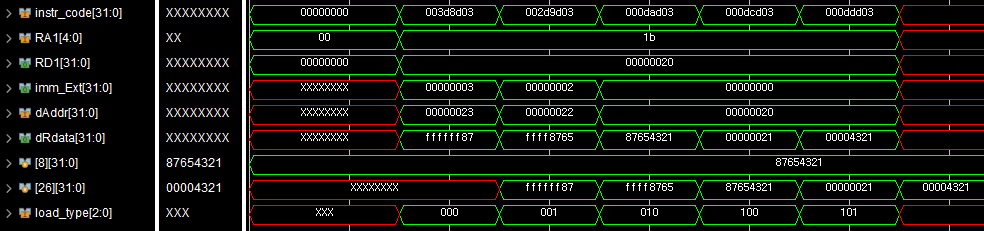 instr_code[31:0] XXXXXXXX 00000000 003d8d03 002d9d03 000dad03 000dcd03 000ddd03
RA1[4:0] XX 00 1b
RD1[31:0] XXXXXXXX 00000000 00000020
imm_Ext[31:0] XXXXXXXX XXXXXXXX 00000003 00000002 00000000
dAddr[31:0] XXXXXXXX XXXXXXXX 00000023 00000022 00000020
dRdata[31:0] XXXXXXXX XXXXXXXX ffffff87 ffff8765 87654321 00000021 00004321
[8][31:0] 87654321 87654321
[26][31:0] 00004321 XXXXXXXX ffffff87 ffff8765 87654321 00000021 00004321
load_type[2:0] XXX XXX 000 001 010 100 101